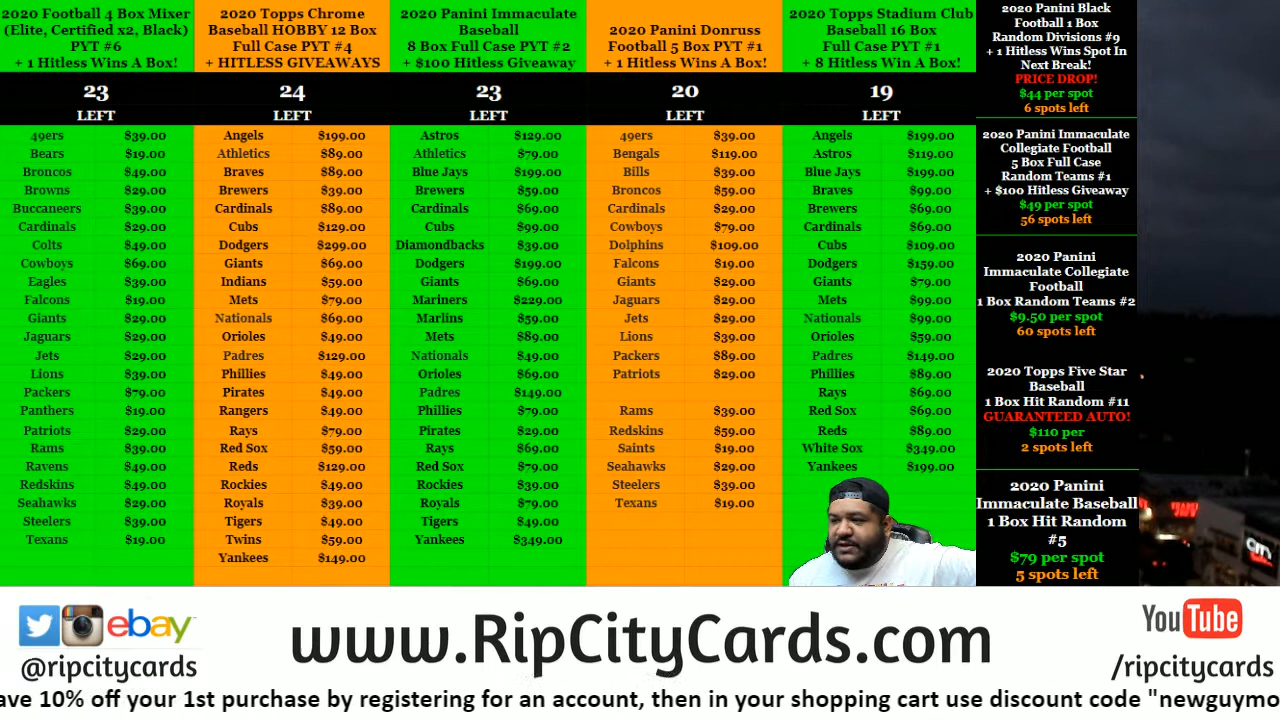 2020 Football 4 Box Mixer
(Elite, Certified x2, Black)
PYT #6
+ 1 Hitless Wins A Box!
23
LEFT
49ers $39.00
Bears $19.00
Broncos $49.00
Browns $29.00
Buccaneers $39.00
Cardinals $29.00
Colts $49.00
Cowboys $69.00
Eagles $39.00
Falcons $19.00
Giants $29.00
Jaguars $29.00
Jets $29.00
Lions $39.00
Packers $79.00
Panthers $19.00
Patriots $29.00
Rams $39.00
Ravens $49.00
Redskins $49.00
Seahawks $29.00
Steelers $39.00
Texans $19.00
2020 Topps Chrome
Baseball HOBBY 12 Box
Full Case PYT #4
+ HITLESS GIVEAWAYS
24
LEFT
Angels $199.00
Athletics $89.00
Braves $89.00
Brewers $39.00
Cardinals $89.00
Cubs $129.00
Dodgers $299.00
Giants $69.00
Indians $59.00
Mets $79.00
Nationals $69.00
Orioles $49.00
Padres $129.00
Phillies $49.00
Pirates $49.00
Rangers $49.00
Rays $79.00
Red Sox $59.00
Reds $129.00
Rockies $49.00
Royals $39.00
Tigers $49.00
Twins $59.00
Yankees $149.00
2020 Panini Immaculate
Baseball
8 Box Full Case PYT #2
+ $100 Hitless Giveaway
23
LEFT
Astros $129.00
Athletics $79.00
Blue Jays $199.00
Brewers $59.00
Cardinals $69.00
Cubs $99.00
Diamondbacks $39.00
Dodgers $199.00
Giants $69.00
Mariners $229.00
Marlins $59.00
Mets $89.00
Nationals $49.00
Orioles $69.00
Padres $149.00
Phillies $79.00
Pirates $29.00
Rays $69.00
Red Sox $79.00
Rockies $39.00
Royals $79.00
Tigers $49.00
Yankees $349.00
2020 Panini Donruss
Football 5 Box PYT #1
+ 1 Hitless Wins A Box!
20
LEFT
49ers $39.00
Bengals $119.00
Bills $39.00
Broncos $59.00
Cardinals $29.00
Cowboys $79.00
Dolphins $109.00
Falcons $19.00
Giants $29.00
Jaguars $29.00
Jets $29.00
Lions $39.00
Packers $89.00
Patriots $29.00
Rams $39.00
Redskins $59.00
Saints $19.00
Seahawks $29.00
Steelers $39.00
Texans $19.00
2020 Topps Stadium Club
Baseball 16 Box
Full Case PYT #1
+ 8 Hitless Win A Box!
19
LEFT
Angels $199.00
Astros $119.00
Blue Jays $199.00
Braves $99.00
Brewers $69.00
Cardinals $69.00
Cubs $109.00
Dodgers $159.00
Giants $79.00
Mets $99.00
Nationals $99.00
Orioles $59.00
Padres $149.00
Phillies $89.00
Rays $69.00
Red Sox $69.00
Reds $89.00
White Sox $349.00
Yankees $199.00
2020 Panini Black
Football 1 Box
Random Divisions #9
+ 1 Hitless Wins Spot In
Next Break!
PRICE DROP!
$44 per spot
6 spots left
2020 Panini Immaculate
Collegiate Football
5 Box Full Case
Random Teams #1
+ $100 Hitless Giveaway
$49 per spot
56 spots left
2020 Panini
Immaculate Collegiate
Football
1 Box Random Teams #2
$9.50 per spot
60 spots left
2020 Topps Five Star
Baseball
1 Box Hit Random #11
GUARANTEED AUTO!
$110 per
2 spots left
2020 Panini
Immaculate Baseball
1 Box Hit Random
#5
$79 per spot
5 spots left
ebay
@ripcitycards
www.RipCityCards.com
YouTube
/ripcitycards
ave 10% off your 1st purchase by registering for an account, then in your shopping cart use discount code "newguymo